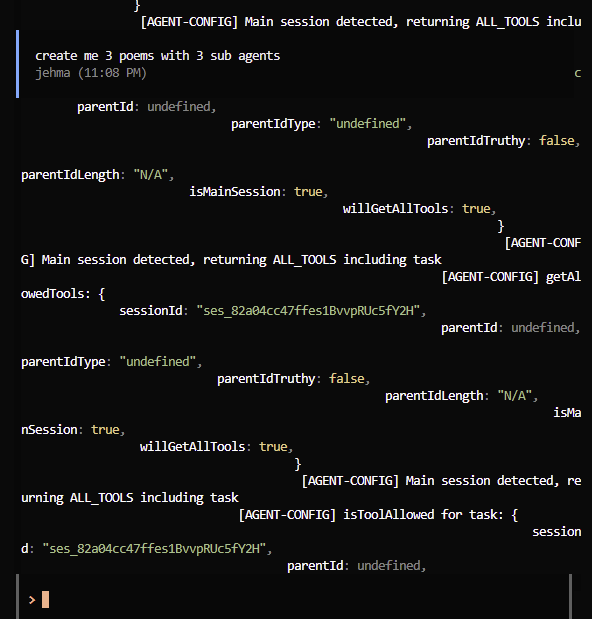 }
[AGENT-CONFIG] Main session detected, returning ALL_TOOLS inclu
create me 3 poems with 3 sub agents
jehma (11:08 PM)
c
parentId: undefined,
parentIdType: "undefined",
parentIdTruthy: false,
parentIdLength: "N/A",
isMainSession: true,
willGetAllTools: true,
}
[AGENT-CONF
G] Main session detected, returning ALL_TOOLS including task
[AGENT-CONFIG] getAl
owedTools: {
sessionId: "ses_82a04cc47ffes1BvvpRUc5fY2H",
parentId: undefined,
parentIdType: "undefined",
parentIdTruthy: false,
parentIdLength: "N/A",
isMa
nSession: true,
willGetAllTools: true,
}
[AGENT-CONFIG] Main session detected, re
urning ALL_TOOLS including task
[AGENT-CONFIG] isToolAllowed for task: {
session
d: "ses_82a04cc47ffes1BvvpRUc5fY2H",
parentId: undefined,
>